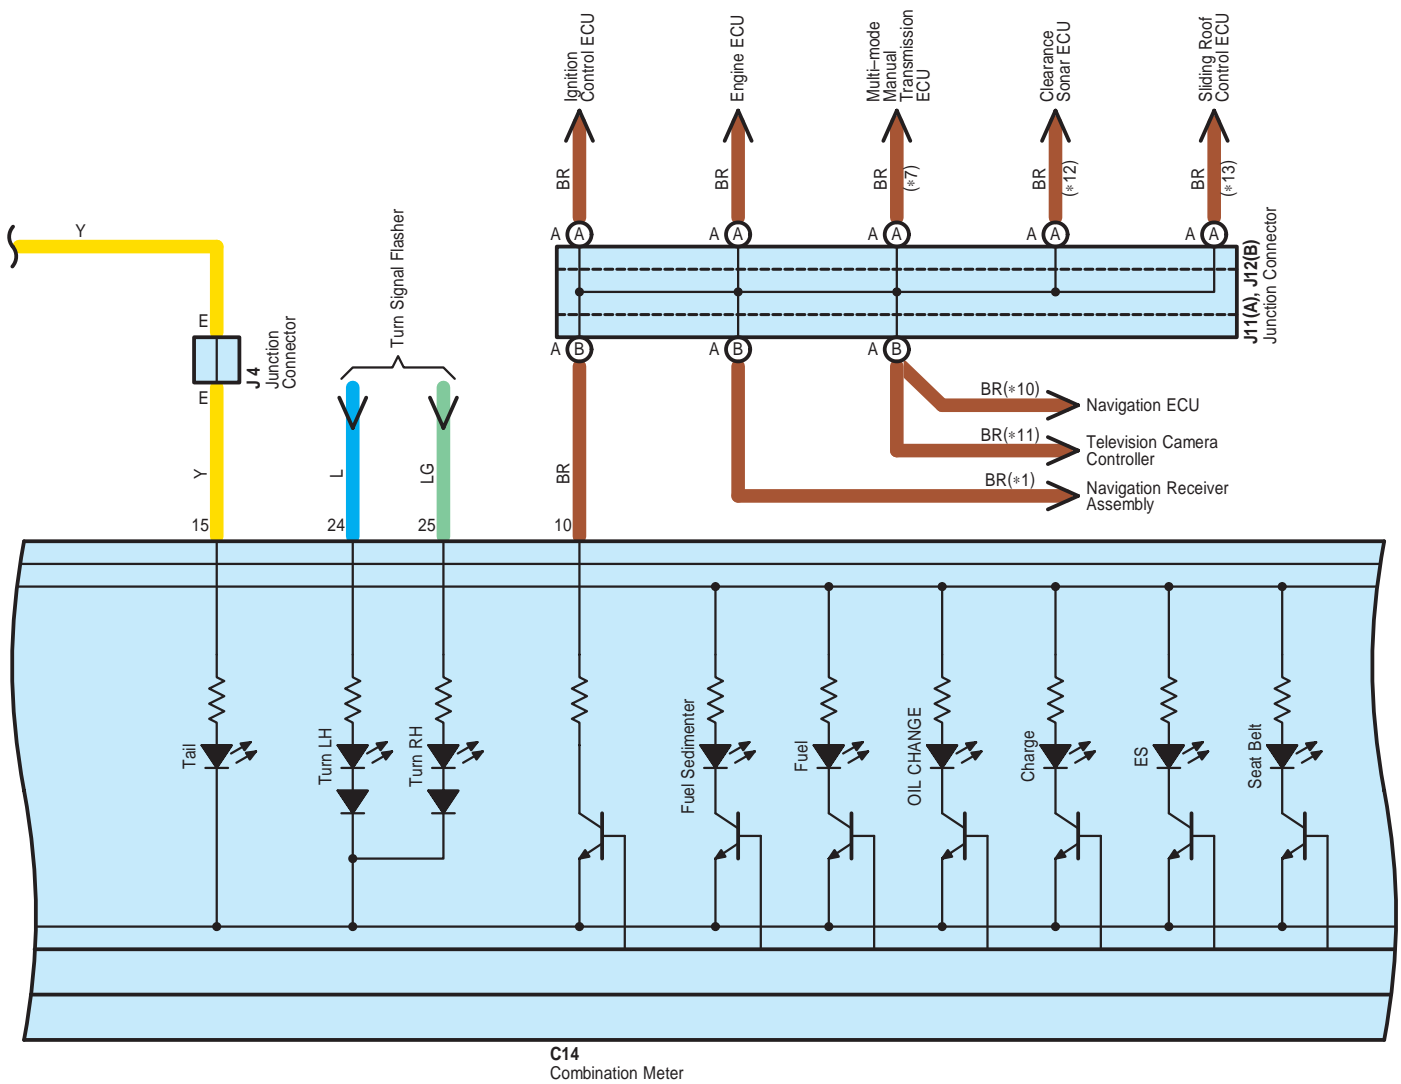 Ignition
Control ECU
Engine ECU
Multi–mode
Manual
Transmission
ECU
Clearance
Sonar ECU
Sliding Roof
Control ECU
BR
BR
BR
(*7)
BR
(*12)
BR
(*13)
Y
A A
A A
A A
A A
A A
J11(A), J12(B)
Junction Connector
Turn Signal Flasher
E
J 4
Junction
Connector
E
A B
A B
A B
BR(*10)
Navigation ECU
BR(*11)
Television Camera
Controller
BR(*1)
Navigation Receiver
Assembly
Y
L
LG
BR
15
24
25
10
Tail
Turn LH
Turn RH
Fuel Sedimenter
Fuel
OIL CHANGE
Charge
ES
Seat Belt
C14
Combination Meter